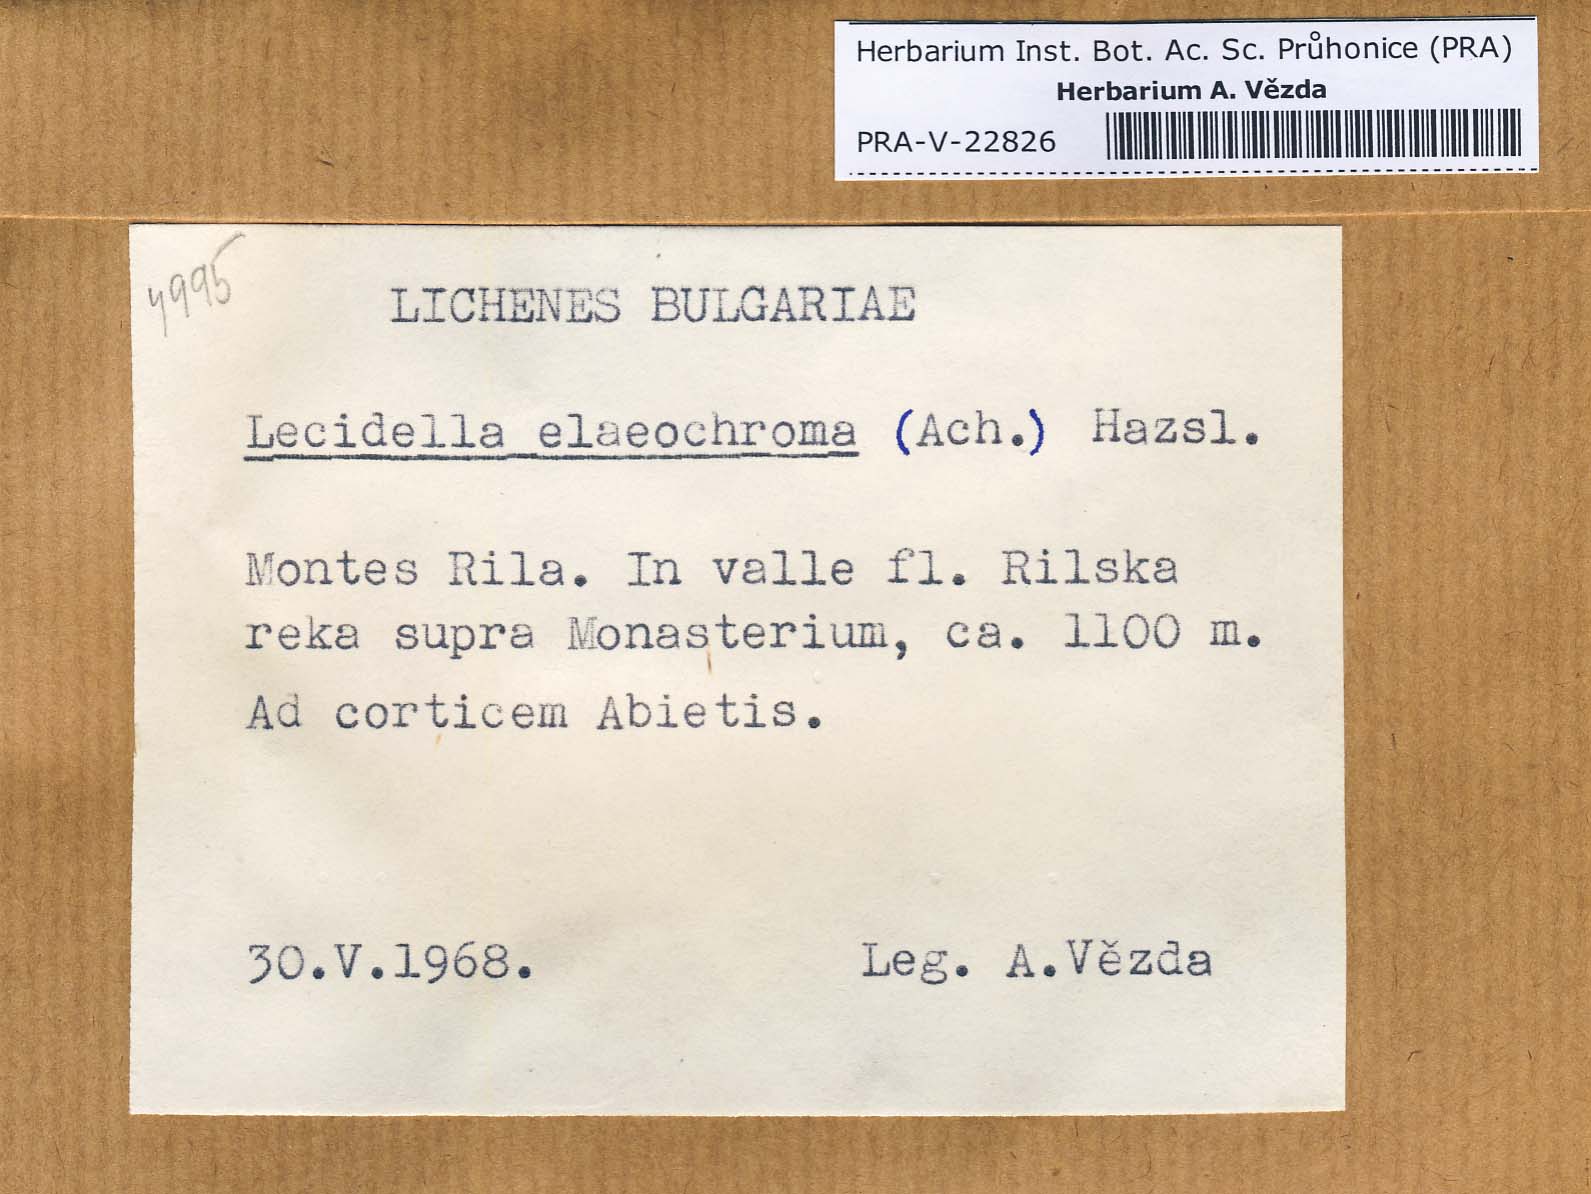 Herbarium Inst. Bot. Ac. Sc. Průhonice (PRA)
Herbarium A. Vězda
PRA-V-22826
4995
LICHENES BULGARIAE
Lecidella elaeochroma (Ach.) Hazsl.
Montes Rila. In valle fl. Rilska
reka supra Monasterium, ca. 1100 m.
Ad corticem Abietis.
30.V.1968.
Leg. A.Vězda